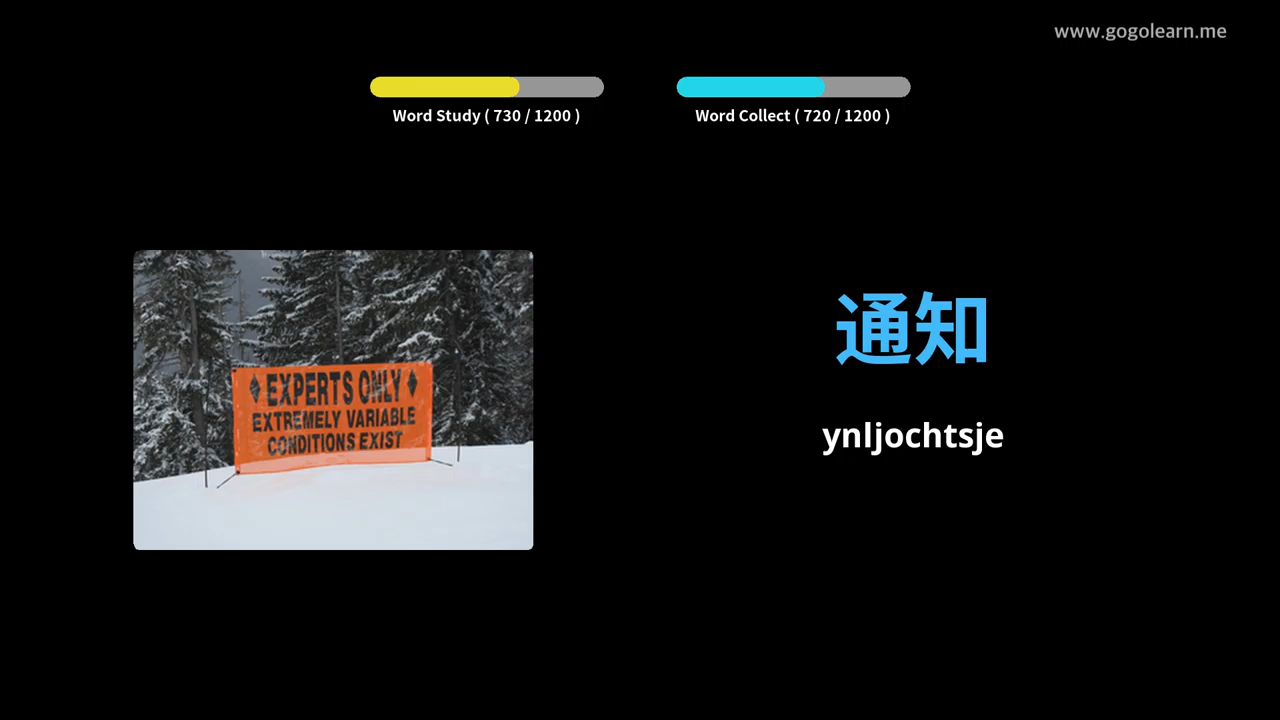 www.gogolearn.me
Word Study ( 730 / 1200 )
Word Collect ( 720 / 1200 )
EXPERTS ONLY
EXTREMELY VARIABLE
CONDITIONS EXIST
通知
ynljochtsje